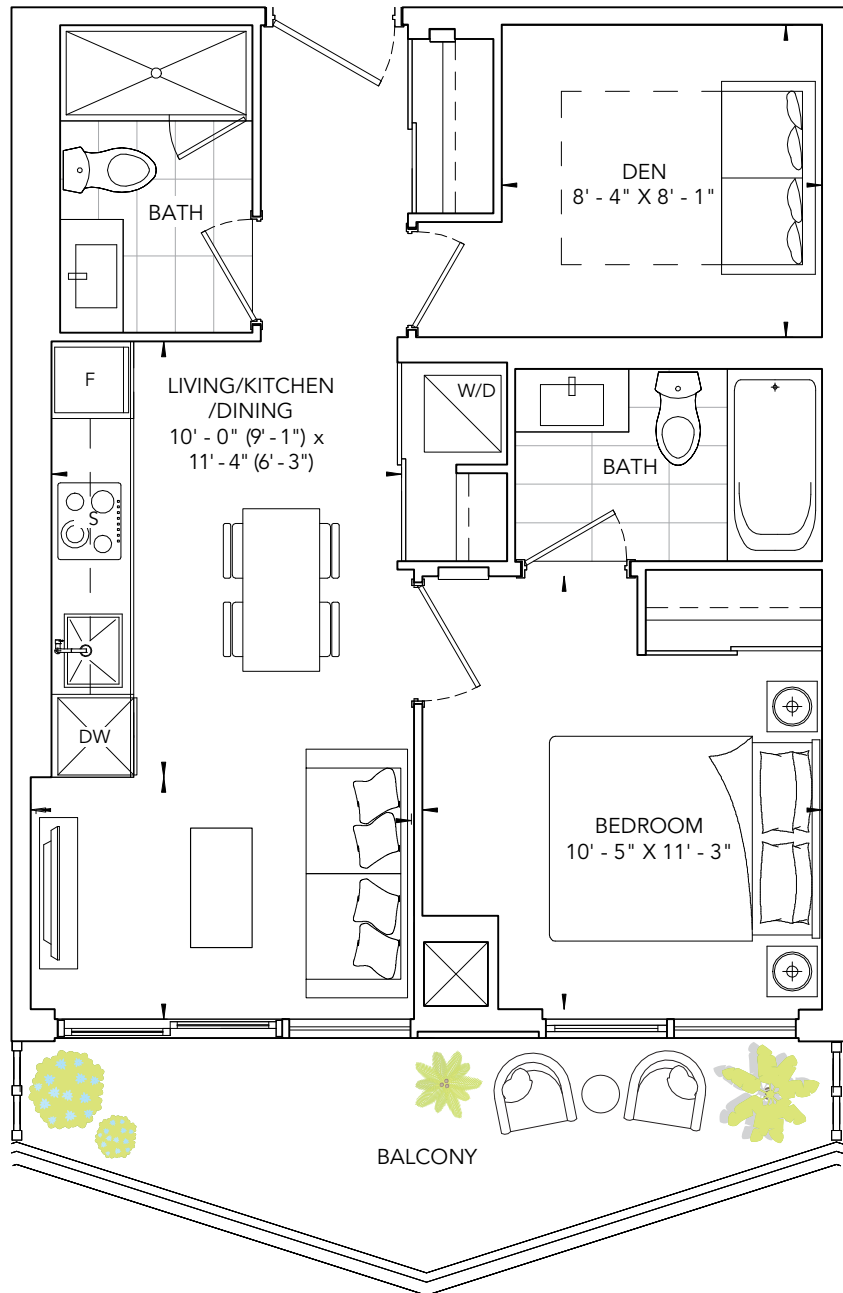 DEN
8' - 4" X 8' - 1"
BATH
F
LIVING/KITCHEN
/DINING
10' - 0" (9' - 1") x
11' - 4" (6' - 3")
W/D
BATH
S
DW
BEDROOM
10' - 5" X 11' - 3"
BALCONY